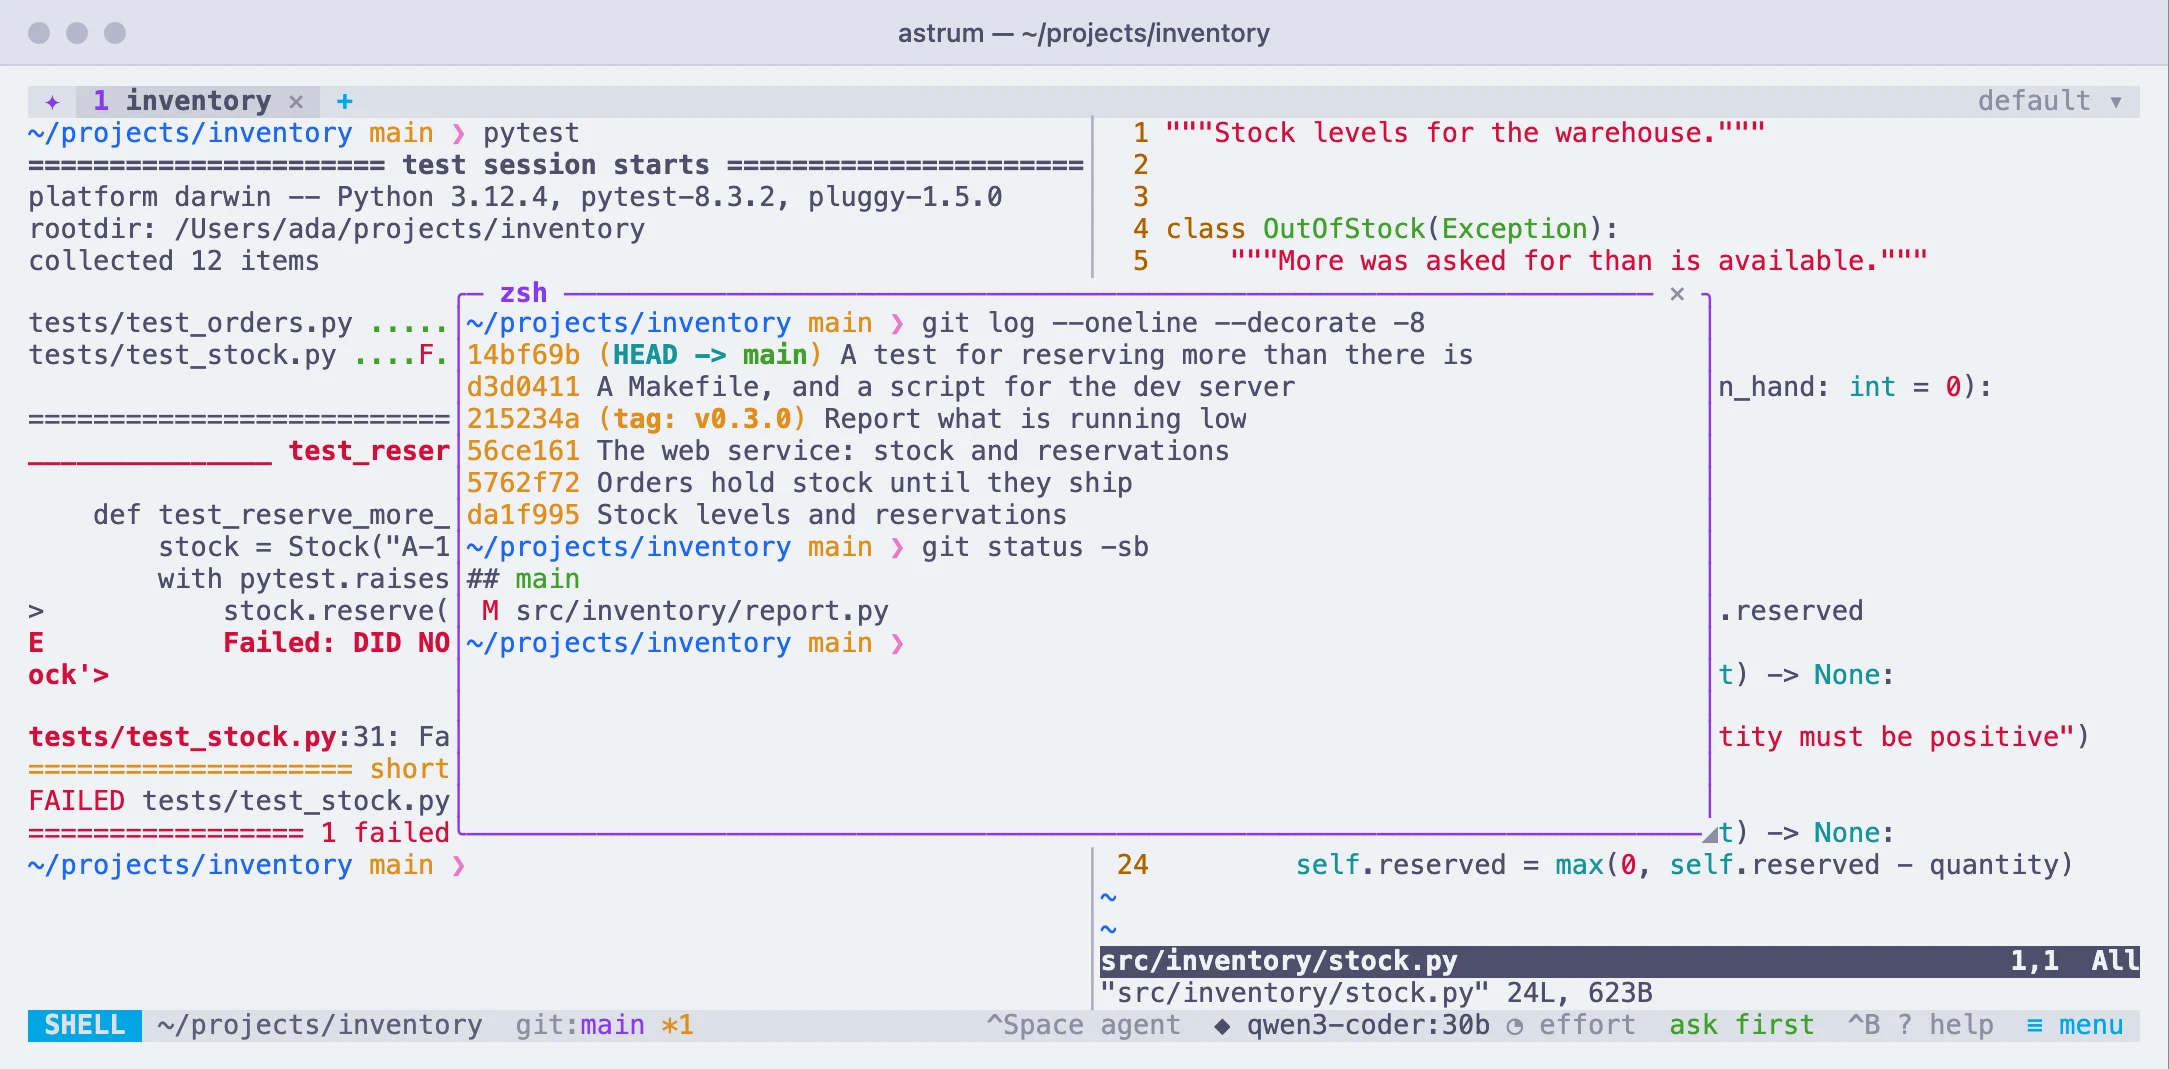 astrum — ~/projects/inventory
✦ 1 inventory × + default ▾
~/projects/inventory main ❯ pytest
====================== test session starts ======================
platform darwin -- Python 3.12.4, pytest-8.3.2, pluggy-1.5.0
rootdir: /Users/ada/projects/inventory
collected 12 items
tests/test_orders.py .....
tests/test_stock.py ....F.
==========================
_______________ test_reser
def test_reserve_more_
stock = Stock("A-1
with pytest.raises
> stock.reserve(
E Failed: DID NO
ock'>
tests/test_stock.py:31: Fa
==================== short
FAILED tests/test_stock.py
================= 1 failed
~/projects/inventory main ❯
zsh ×
~/projects/inventory main ❯ git log --oneline --decorate -8
14bf69b (HEAD -> main) A test for reserving more than there is
d3d0411 A Makefile, and a script for the dev server
215234a (tag: v0.3.0) Report what is running low
56ce161 The web service: stock and reservations
5762f72 Orders hold stock until they ship
da1f995 Stock levels and reservations
~/projects/inventory main ❯ git status -sb
## main
M src/inventory/report.py
~/projects/inventory main ❯
1 """Stock levels for the warehouse."""
2
3
4 class OutOfStock(Exception):
5 """More was asked for than is available."""
n_hand: int = 0):
.reserved
t) -> None:
tity must be positive")
t) -> None:
24 self.reserved = max(0, self.reserved - quantity)
~
~
src/inventory/stock.py 1,1 All
"src/inventory/stock.py" 24L, 623B
SHELL ~/projects/inventory git:main *1 ^Space agent ◆ qwen3-coder:30b ◔ effort ask first ^B ? help ≡ menu